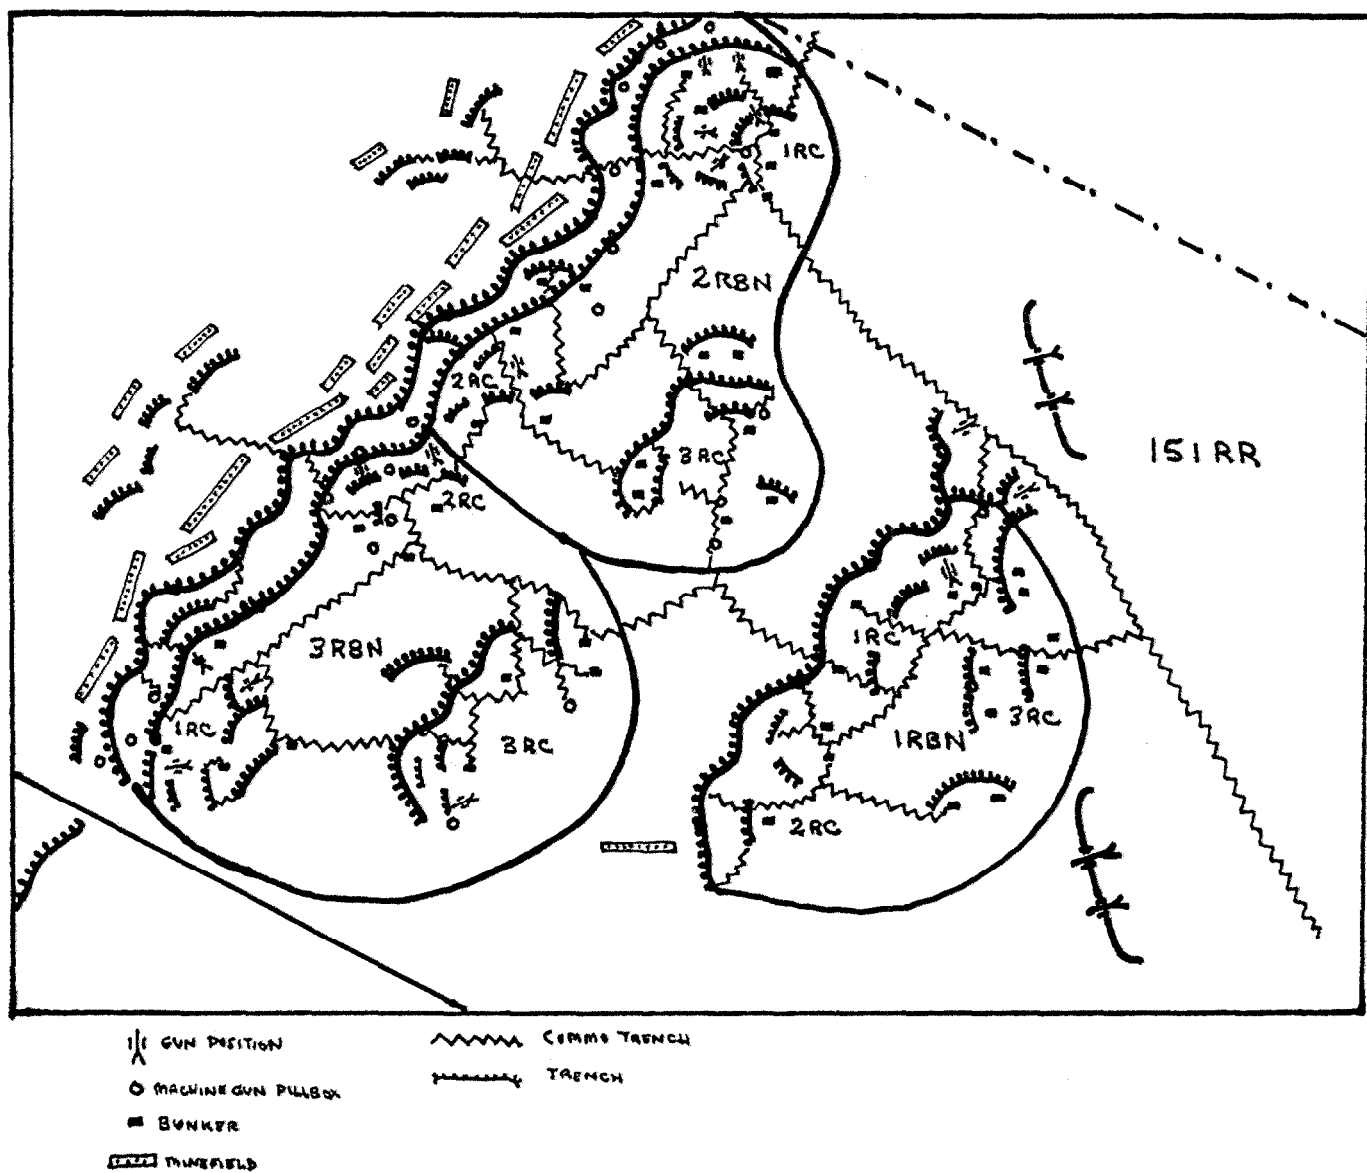 1RC
2RBN
2RC
3RC
151RR
2RC
1RC
3RBN
3RC
1RBN
1RC
3RC
2RC
GUN POSITION
COMMO TRENCH
MACHINE GUN PILLBOX
TRENCH
BUNKER
MINEFIELD